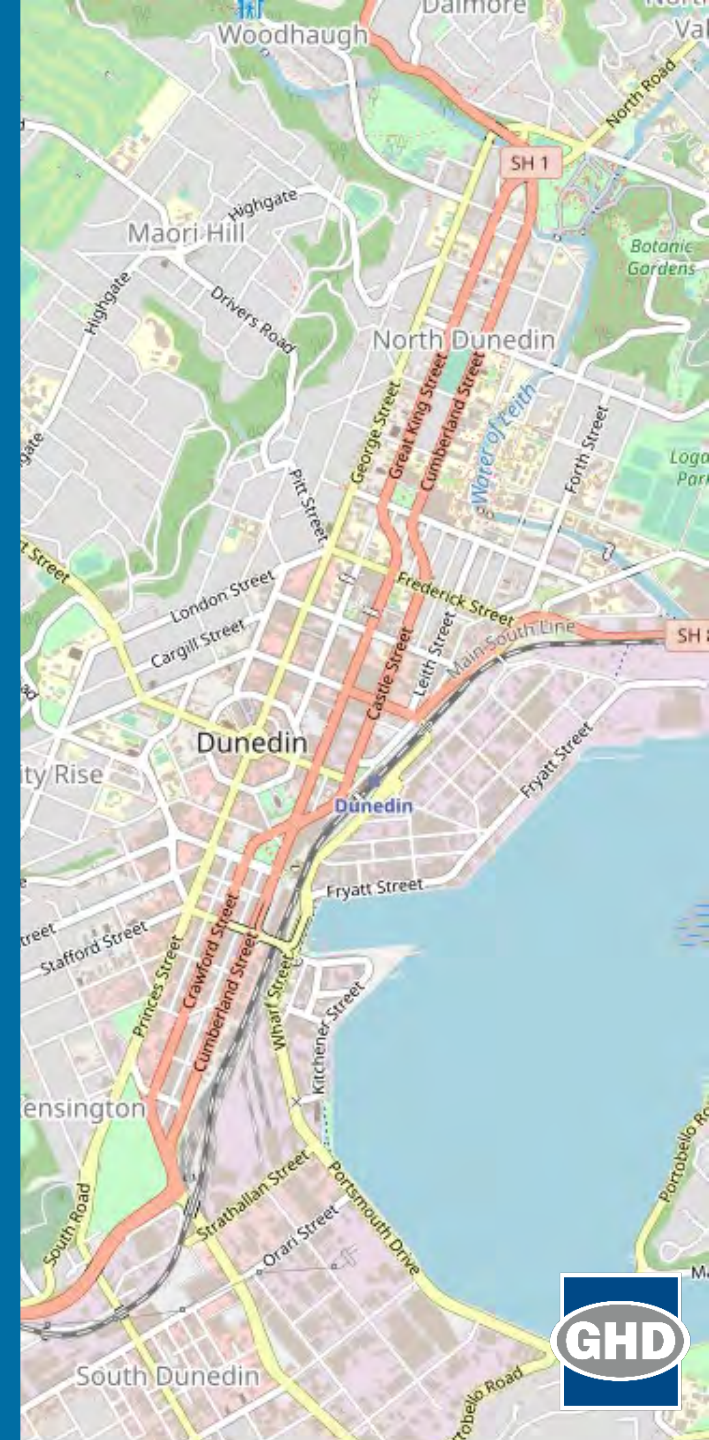 Dalmore
Woodhaugh
North Road
SH 1
Highgate
Maori Hill
Botanic
Gardens
Highgate
Drivers Road
North Dunedin
George Street
Great King Street
Cumberland Street
Water of Leith
Forth Street
Pitt Street
London Street
Frederick Street
Cargill Street
Leith Street
Main South Line
Castle Street
Dunedin
Fryatt Street
Dunedin
Fryatt Street
Stafford Street
Princes Street
Crawford Street
Cumberland Street
Wharf Street
Kitchener Street
Strathallan Street
South Road
Orari Street
Portsmouth Drive
GHD
South Dunedin